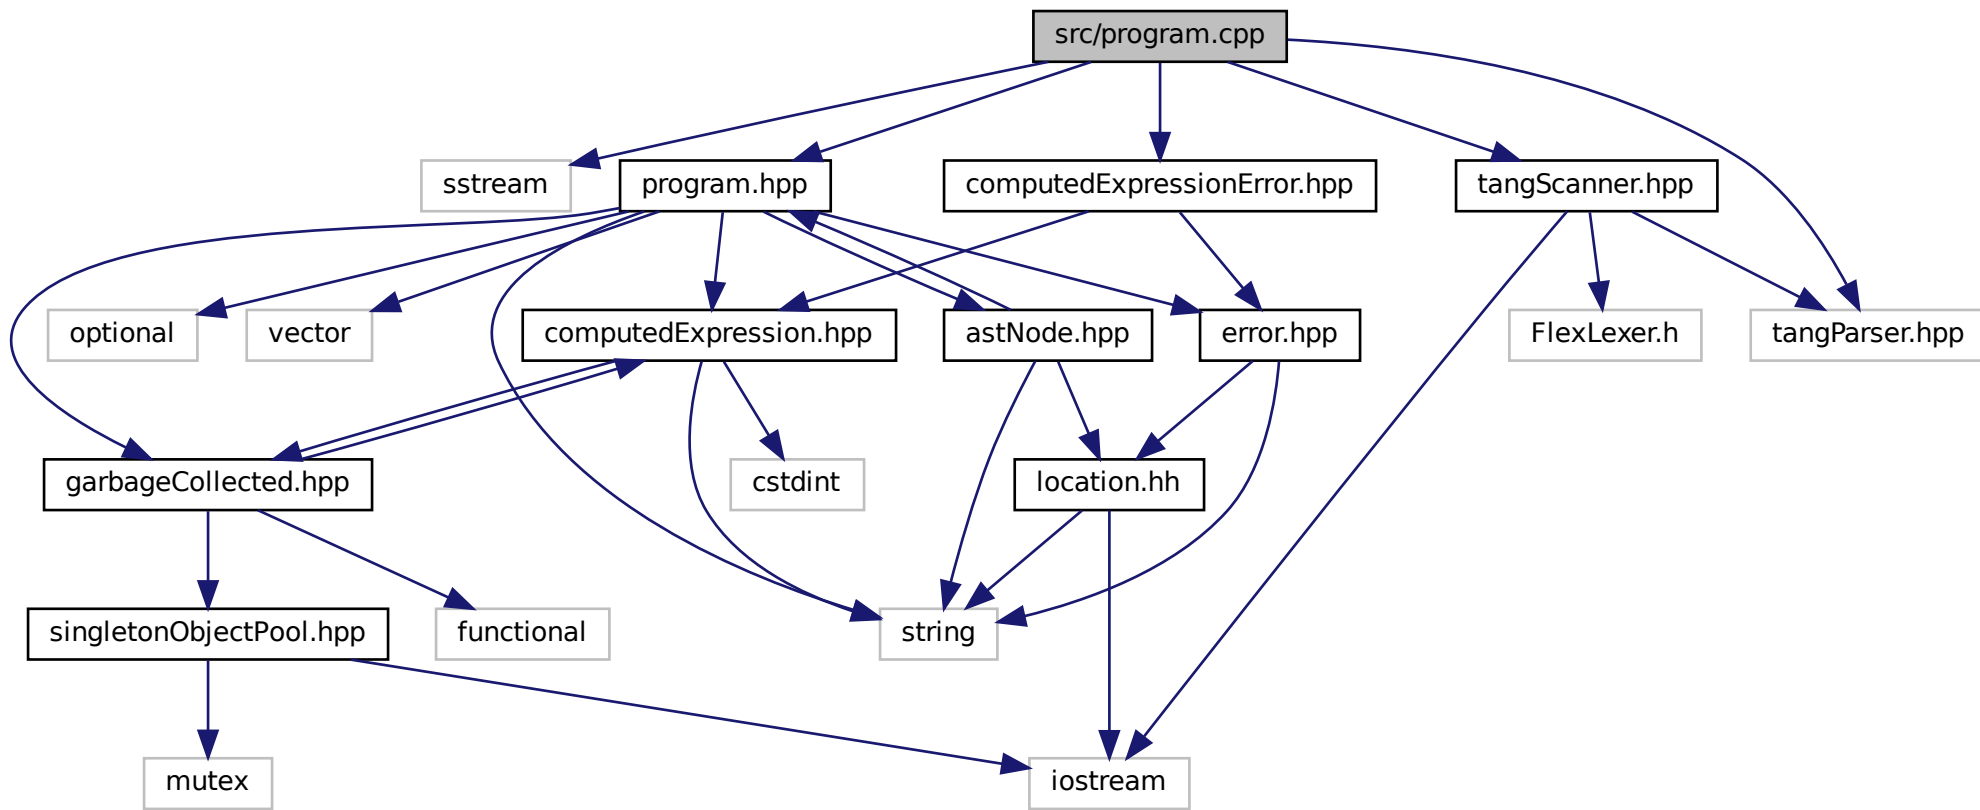 src/program.cpp
sstream
program.hpp
computedExpressionError.hpp
tangScanner.hpp
optional
vector
computedExpression.hpp
astNode.hpp
error.hpp
FlexLexer.h
tangParser.hpp
garbageCollected.hpp
cstdint
location.hh
singletonObjectPool.hpp
functional
string
mutex
iostream